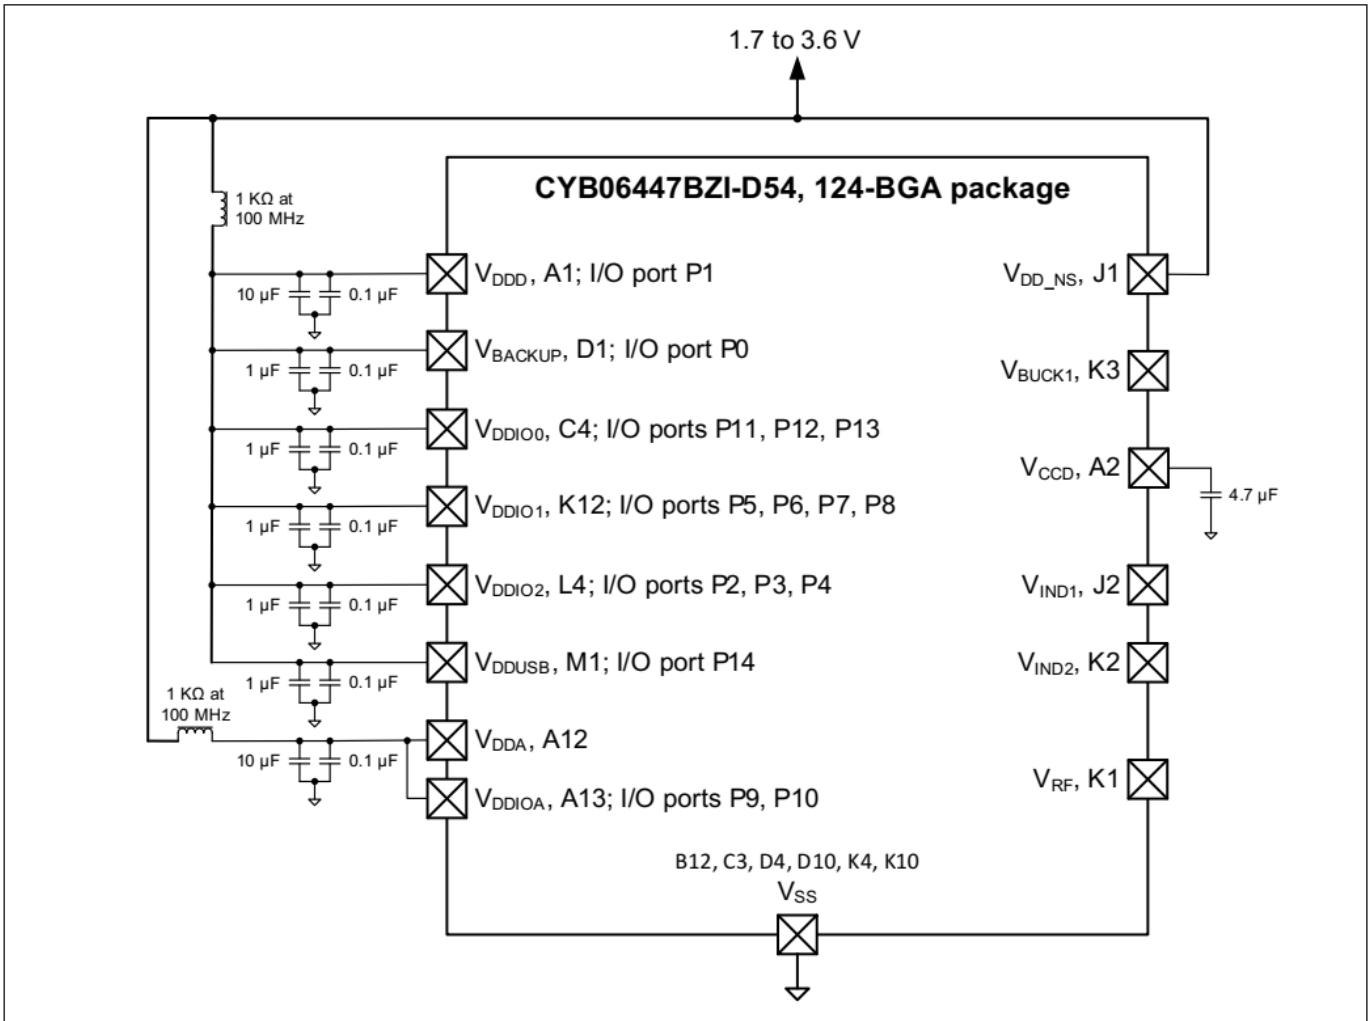 1.7 to 3.6 V
CYB06447BZI-D54, 124-BGA package
1 KΩ at
100 MHz
VDDD, A1; I/O port P1
10 µF
0.1 µF
VBACKUP, D1; I/O port P0
1 µF
0.1 µF
VDDIO0, C4; I/O ports P11, P12, P13
1 µF
0.1 µF
VDDIO1, K12; I/O ports P5, P6, P7, P8
1 µF
0.1 µF
VDDIO2, L4; I/O ports P2, P3, P4
1 µF
0.1 µF
VDDUSB, M1; I/O port P14
1 µF
0.1 µF
1 KΩ at
100 MHz
VDDA, A12
10 µF
0.1 µF
VDDIOA, A13; I/O ports P9, P10
VDD_NS, J1
VBUCK1, K3
VCCD, A2
4.7 µF
VIND1, J2
VIND2, K2
VRF, K1
B12, C3, D4, D10, K4, K10
VSS